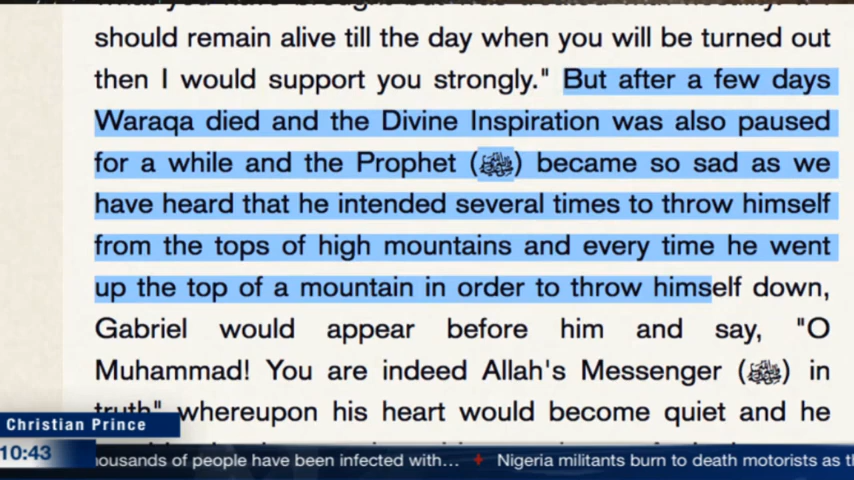 should remain alive till the day when you will be turned out
then I would support you strongly." But after a few days
Waraqa died and the Divine Inspiration was also paused
for a while and the Prophet (ﷺ) became so sad as we
have heard that he intended several times to throw himself
from the tops of high mountains and every time he went
up the top of a mountain in order to throw himself down,
Gabriel would appear before him and say, "O
Muhammad! You are indeed Allah's Messenger (ﷺ) in
truth" whereupon his heart would become quiet and he
Christian Prince
10:43
housands of people have been infected with... + Nigeria militants burn to death motorists as th